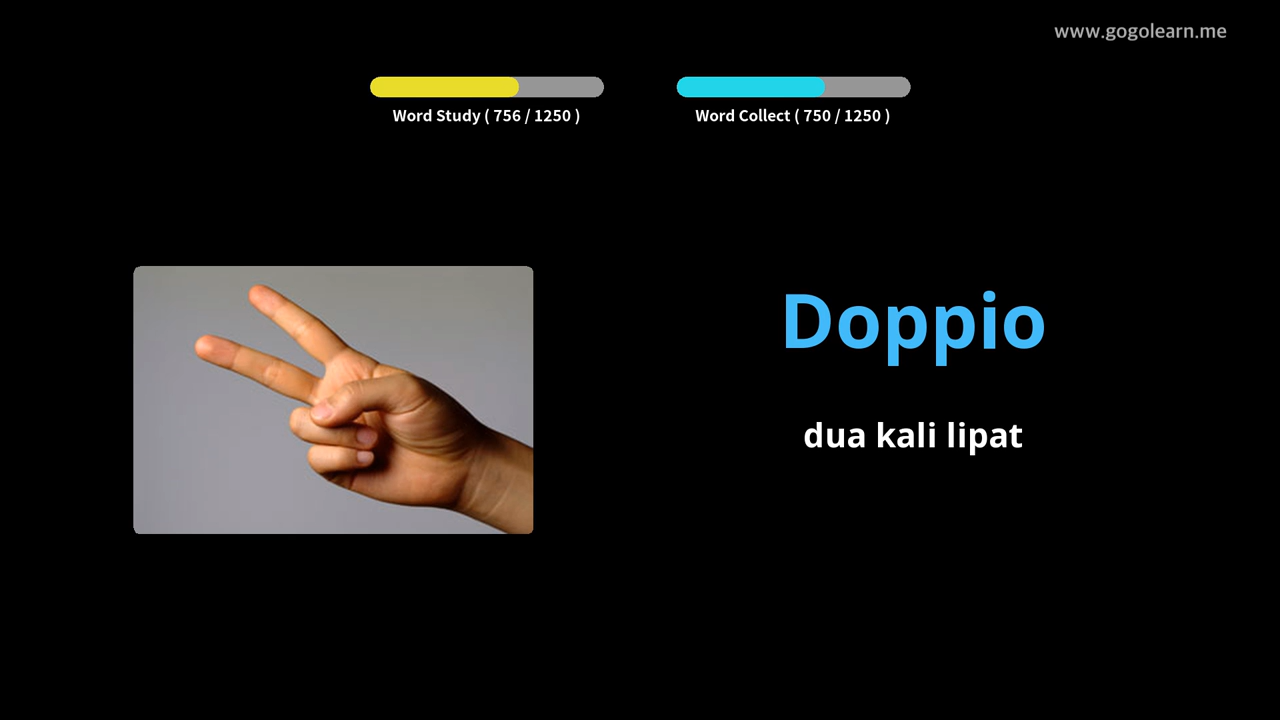 www.gogolearn.me
Word Study ( 756 / 1250 )
Word Collect ( 750 / 1250 )
Doppio
dua kali lipat